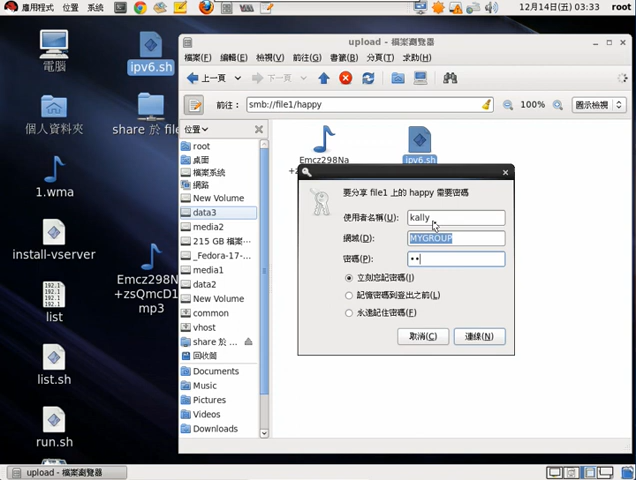 應用程式 位置 系統
12月14日(五) 03:33 root
電腦
ipv6.sh
個人資料夾
share 於 file
1.wma
install-vserver
Emcz298N
+zsQmcD1
mp3
list
list.sh
run.sh
upload - 檔案瀏覽器
檔案(F) 編輯(E) 檢視(V) 前往(G) 書籤(B) 分頁(T) 求助(H)
上一頁 下一頁
前往： smb://file1/happy
100% 圖示檢視
位置
root
桌面
檔案系統
網路
New Volume
data3
media2
215 GB 檔案···
_Fedora-17-···
media1
data2
New Volume
common
vhost
share 於 ...
回收筒
Documents
Music
Pictures
Videos
Downloads
Emcz298Na
ipv6.sh
要分享 file1 上的 happy 需要密碼
使用者名稱(U)： kally
網域(D)： MYGROUP
密碼(P)： ••
立刻忘記密碼(I)
記憶密碼到登出之前(L)
永遠記住密碼(F)
取消(C) 連線(N)
upload - 檔案瀏覽器